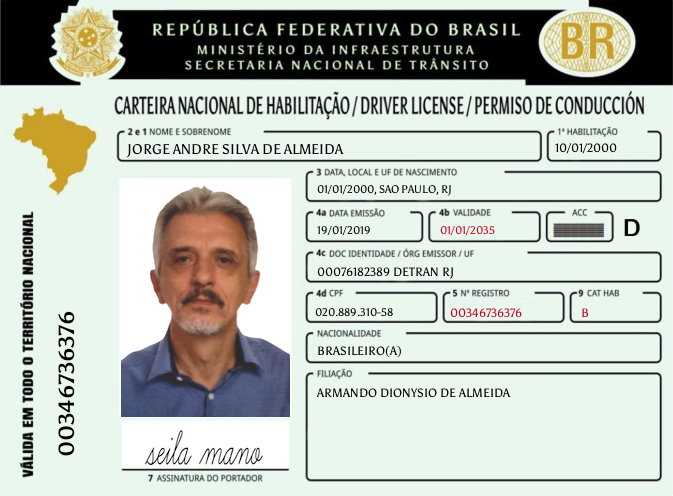 REPÚBLICA FEDERATIVA DO BRASIL
MINISTÉRIO DA INFRAESTRUTURA
SECRETARIA NACIONAL DE TRÂNSITO
BR
CARTEIRA NACIONAL DE HABILITAÇÃO / DRIVER LICENSE / PERMISO DE CONDUCCIÓN
2 e 1 NOME E SOBRENOME
JORGE ANDRE SILVA DE ALMEIDA
1ª HABILITAÇÃO
10/01/2000
3 DATA, LOCAL E UF DE NASCIMENTO
01/01/2000, SAO PAULO, RJ
4a DATA EMISSÃO
19/01/2019
4b VALIDADE
01/01/2035
ACC
D
4c DOC IDENTIDADE / ÓRG EMISSOR / UF
00076182389 DETRAN RJ
4d CPF
020.889.310-58
5 Nº REGISTRO
00346736376
9 CAT HAB
B
NACIONALIDADE
BRASILEIRO(A)
FILIAÇÃO
ARMANDO DIONYSIO DE ALMEIDA
seila mano
7 ASSINATURA DO PORTADOR
VÁLIDA EM TODO O TERRITÓRIO NACIONAL
00346736376